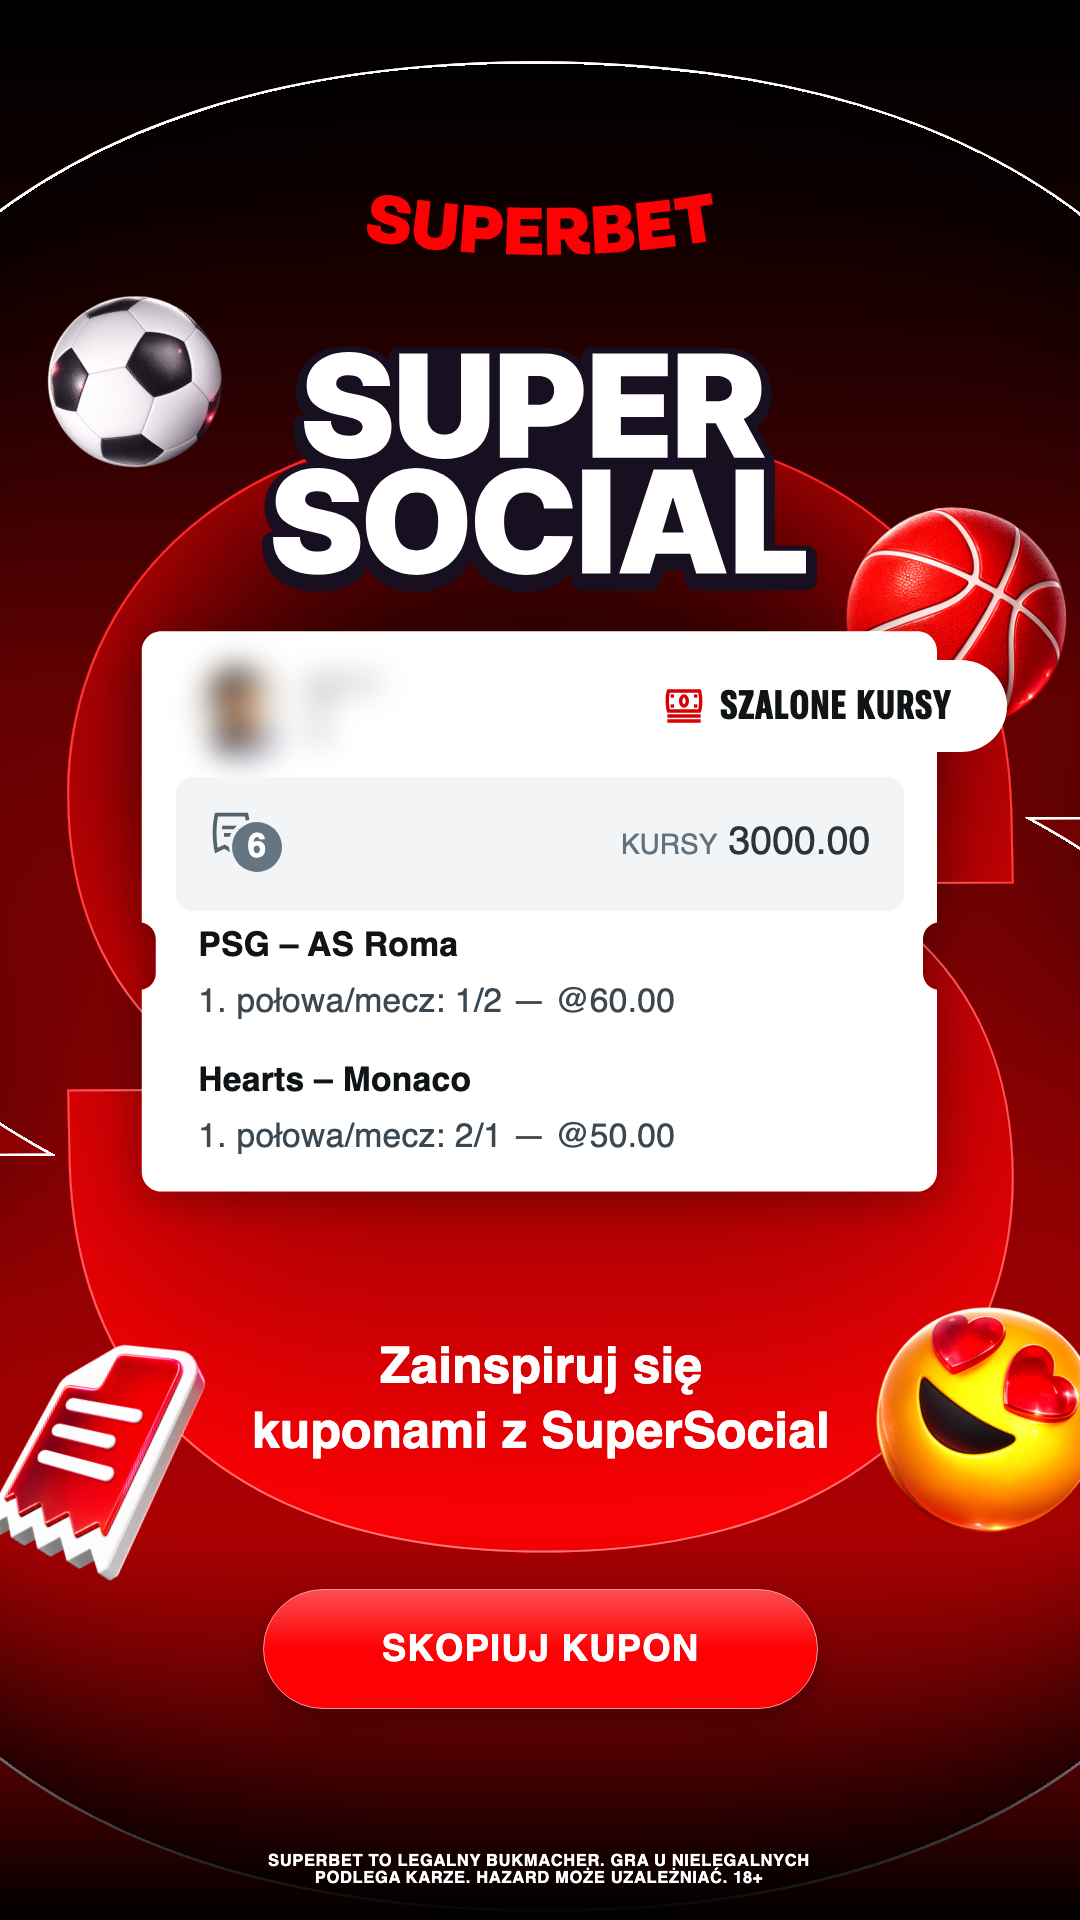 SUPERBET
SUPER
SOCIAL
SZALONE KURSY
6
KURSY 3000.00
PSG – AS Roma
1. połowa/mecz: 1/2 — @60.00
Hearts – Monaco
1. połowa/mecz: 2/1 — @50.00
Zainspiruj się
kuponami z SuperSocial
SKOPIUJ KUPON
SUPERBET TO LEGALNY BUKMACHER. GRA U NIELEGALNYCH
PODLEGA KARZE. HAZARD MOŻE UZALEŻNIAĆ. 18+